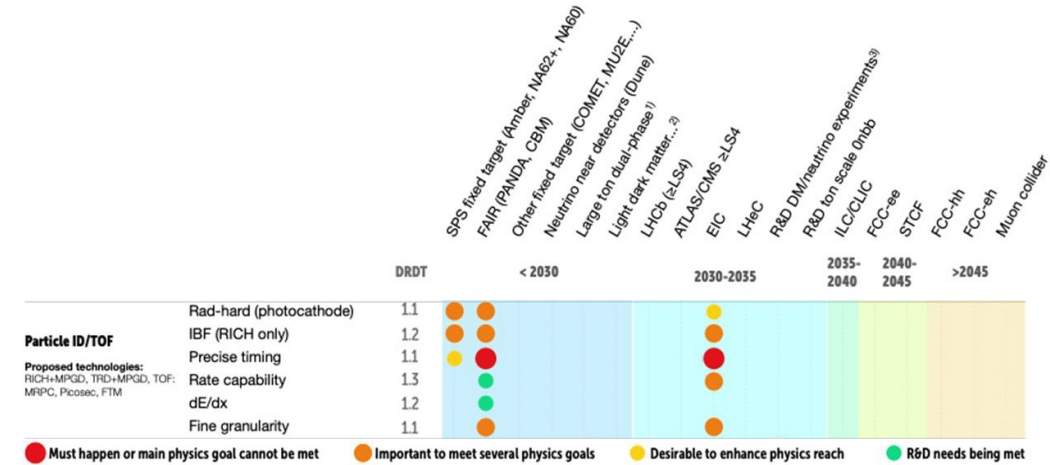 SPS fixed target (Amber, NA62+, NA60)
FAIR (PANDA, CBM)
Other fixed target (COMET, MU2E,...)
Neutrino near detectors (Dune)
Large ton dual-phase 1)
Light dark matter... 2)
LHCb (≥LS4)
ATLAS/CMS ≥LS4
EIC
LHeC
R&D DM/neutrino experiments3)
R&D ton scale 0nbb
ILC/CLIC
FCC-ee
STCF
FCC-hh
FCC-eh
Muon collider
DRDT
< 2030
2030-2035
2035-
2040
2040-
2045
>2045
Particle ID/TOF
Proposed technologies:
RICH+MPGD, TRD+MPGD, TOF:
MRPC, Picosec, FTM
Rad-hard (photocathode) 1.1
IBF (RICH only) 1.2
Precise timing 1.1
Rate capability 1.3
dE/dx 1.2
Fine granularity 1.1
Must happen or main physics goal cannot be met
Important to meet several physics goals
Desirable to enhance physics reach
R&D needs being met